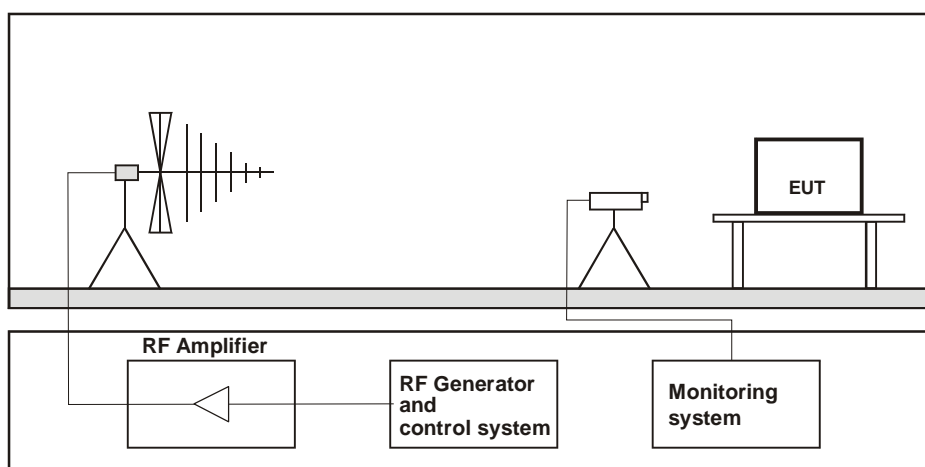 EUT
RF Amplifier
RF Generator
and
control system
Monitoring
system